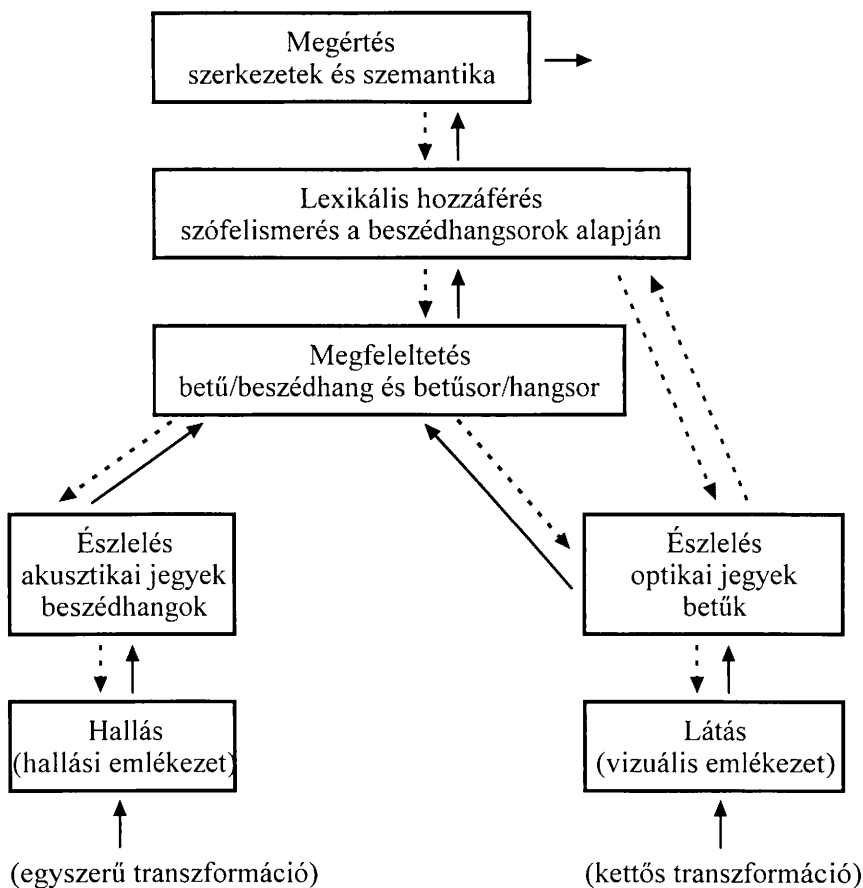 Megértés
szerkezetek és szemantika
Lexikális hozzáférés
szófelismerés a beszédhangsorok alapján
Megfeleltetés
betű/beszédhang és betűsor/hangsor
Észlelés
akusztikai jegyek
beszédhangok
Észlelés
optikai jegyek
betűk
Hallás
(hallási emlékezet)
Látás
(vizuális emlékezet)
(egyszerű transzformáció)
(kettős transzformáció)